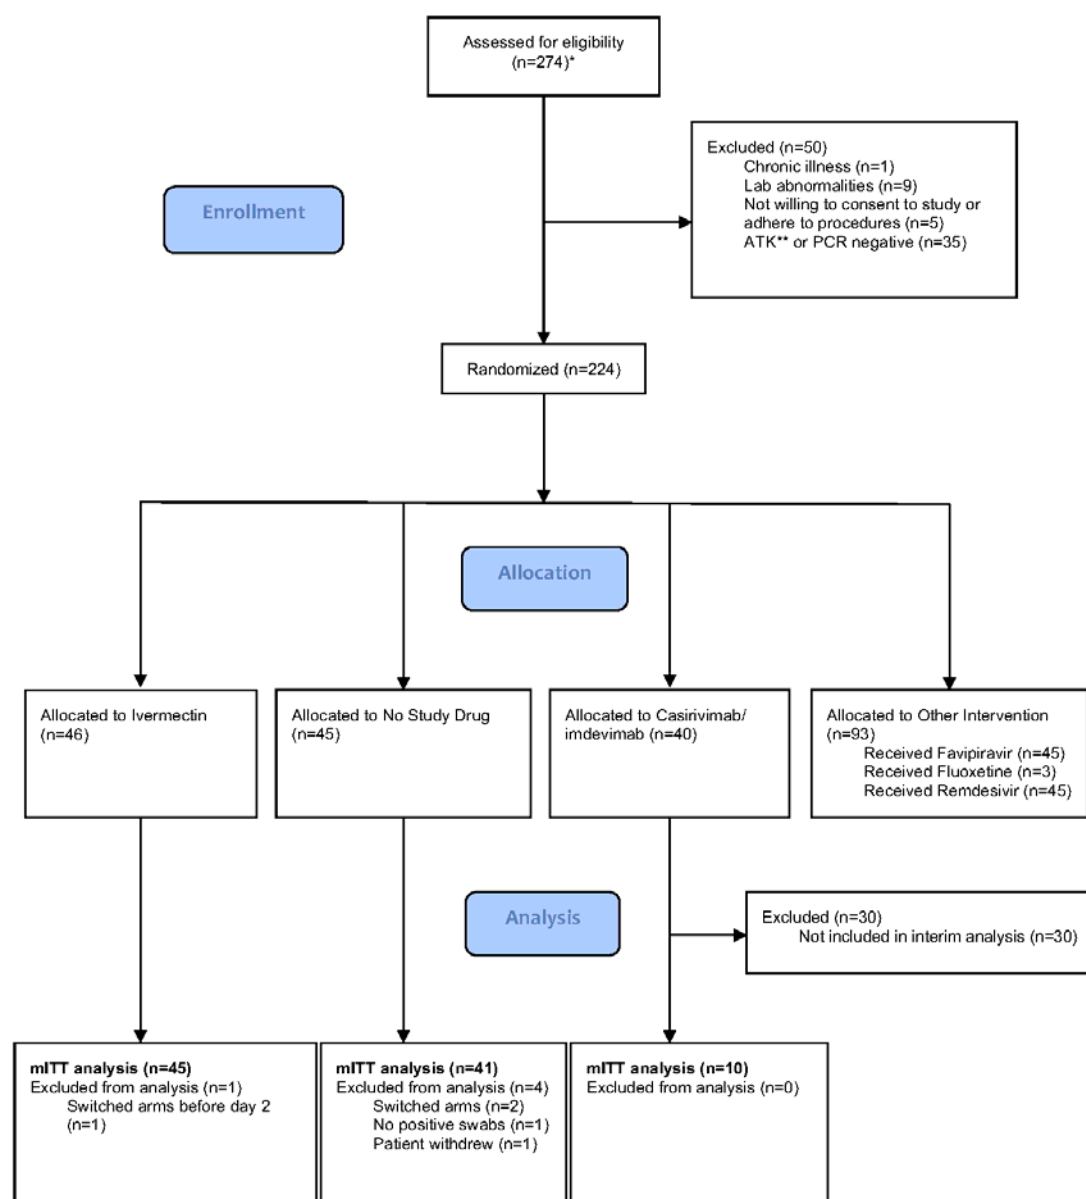 Assessed for eligibility
(n=274)*
Excluded (n=50)
Chronic illness (n=1)
Lab abnormalities (n=9)
Not willing to consent to study or
adhere to procedures (n=5)
ATK** or PCR negative (n=35)
Enrollment
Randomized (n=224)
Allocation
Allocated to Ivermectin
(n=46)
Allocated to No Study Drug
(n=45)
Allocated to Casirivimab/
imdevimab (n=40)
Allocated to Other Intervention
(n=93)
Received Favipiravir (n=45)
Received Fluoxetine (n=3)
Received Remdesivir (n=45)
Analysis
Excluded (n=30)
Not included in interim analysis (n=30)
mITT analysis (n=45)
Excluded from analysis (n=1)
Switched arms before day 2
(n=1)
mITT analysis (n=41)
Excluded from analysis (n=4)
Switched arms (n=2)
No positive swabs (n=1)
Patient withdrew (n=1)
mITT analysis (n=10)
Excluded from analysis (n=0)